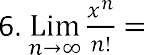 6. Lim_{n→∞} x^n/n! =